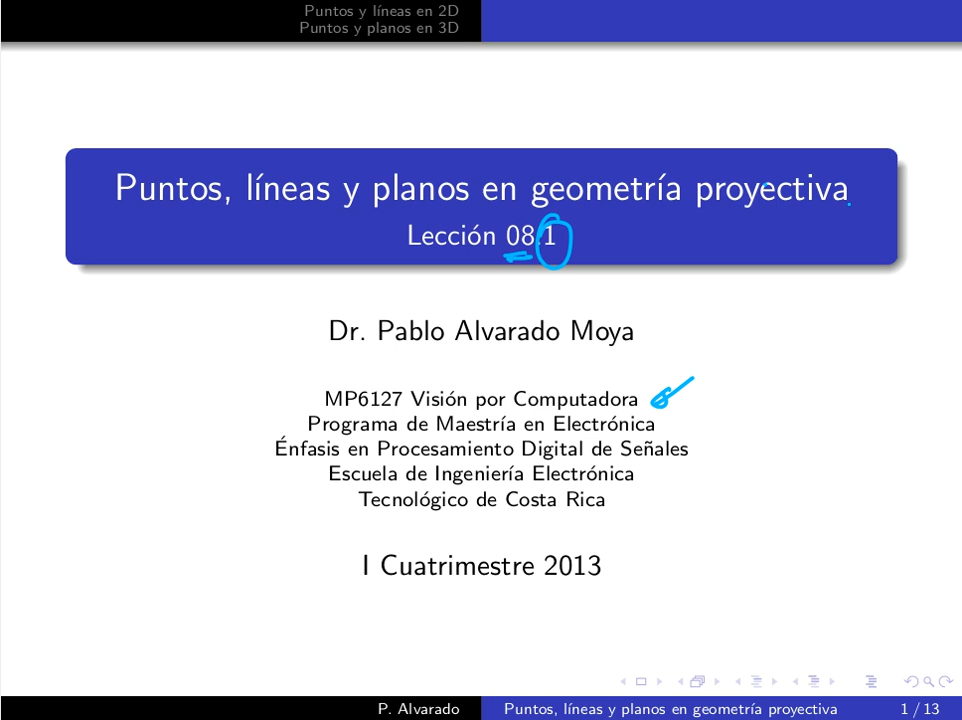 Puntos y líneas en 2D
Puntos y planos en 3D
Puntos, líneas y planos en geometría proyectiva
Lección 08.1
Dr. Pablo Alvarado Moya
MP6127 Visión por Computadora
Programa de Maestría en Electrónica
Énfasis en Procesamiento Digital de Señales
Escuela de Ingeniería Electrónica
Tecnológico de Costa Rica
I Cuatrimestre 2013
P. Alvarado Puntos, líneas y planos en geometría proyectiva 1 / 13